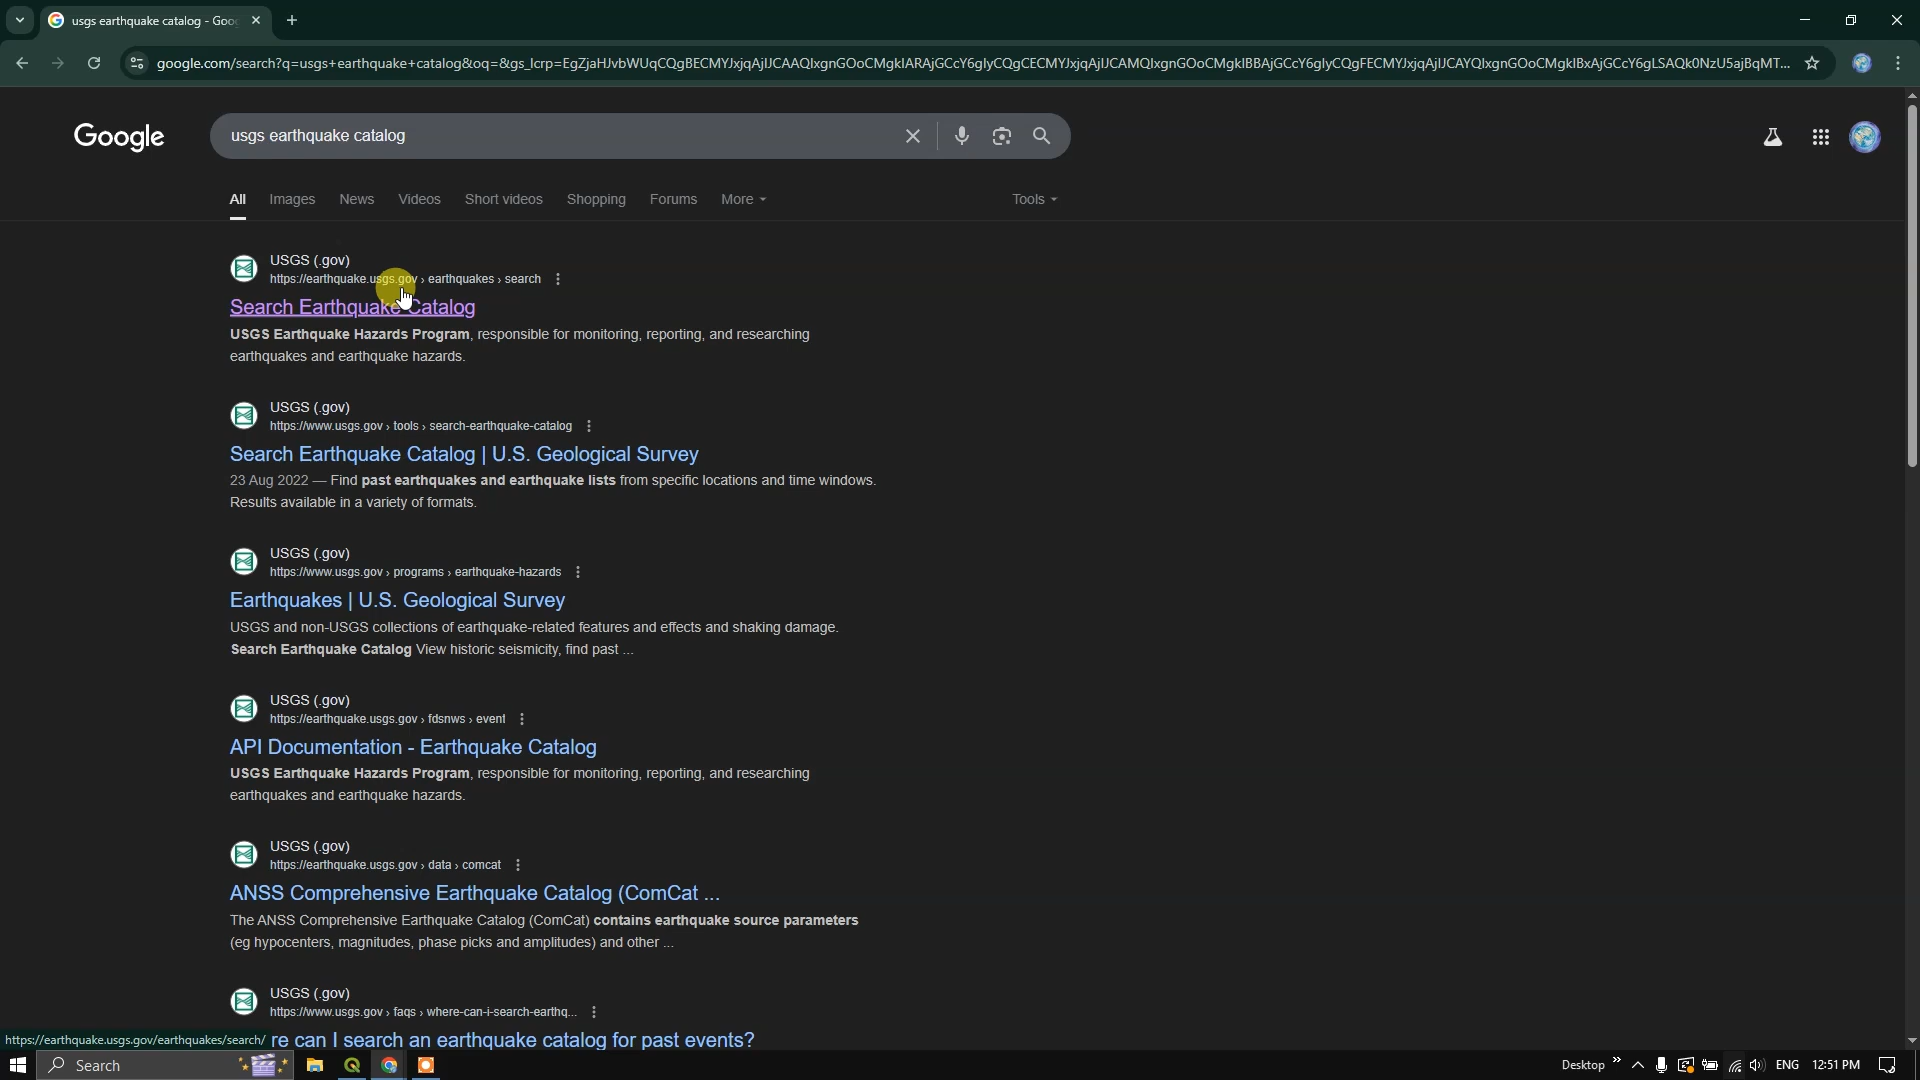 usgs earthquake catalog - Goo
google.com/search?q=usgs+earthquake+catalog&oq=&gs_lcrp=
Google
usgs earthquake catalog
All Images News Videos Short videos Shopping Forums More Tools
USGS (.gov)
https://earthquake.usgs.gov › earthquakes › search
Search Earthquake Catalog
USGS Earthquake Hazards Program, responsible for monitoring, reporting, and researching
earthquakes and earthquake hazards.
USGS (.gov)
https://www.usgs.gov › tools › search-earthquake-catalog
Search Earthquake Catalog | U.S. Geological Survey
23 Aug 2022 — Find past earthquakes and earthquake lists from specific locations and time windows.
Results available in a variety of formats.
USGS (.gov)
https://www.usgs.gov › programs › earthquake-hazards
Earthquakes | U.S. Geological Survey
USGS and non-USGS collections of earthquake-related features and effects and shaking damage.
Search Earthquake Catalog View historic seismicity, find past ...
USGS (.gov)
https://earthquake.usgs.gov › fdsnws › event
API Documentation - Earthquake Catalog
USGS Earthquake Hazards Program, responsible for monitoring, reporting, and researching
earthquakes and earthquake hazards.
USGS (.gov)
https://earthquake.usgs.gov › data › comcat
ANSS Comprehensive Earthquake Catalog (ComCat ...
The ANSS Comprehensive Earthquake Catalog (ComCat) contains earthquake source parameters
(eg hypocenters, magnitudes, phase picks and amplitudes) and other ...
USGS (.gov)
https://www.usgs.gov › faqs › where-can-i-search-earthq...
re can I search an earthquake catalog for past events?
https://earthquake.usgs.gov/earthquakes/search/
Search
Desktop ENG 12:51 PM